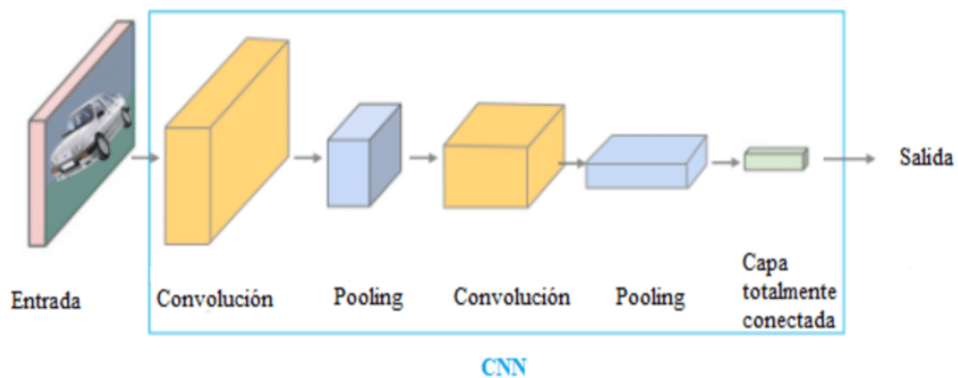 Entrada
Convolución
Pooling
Convolución
Pooling
Capa
totalmente
conectada
Salida
CNN